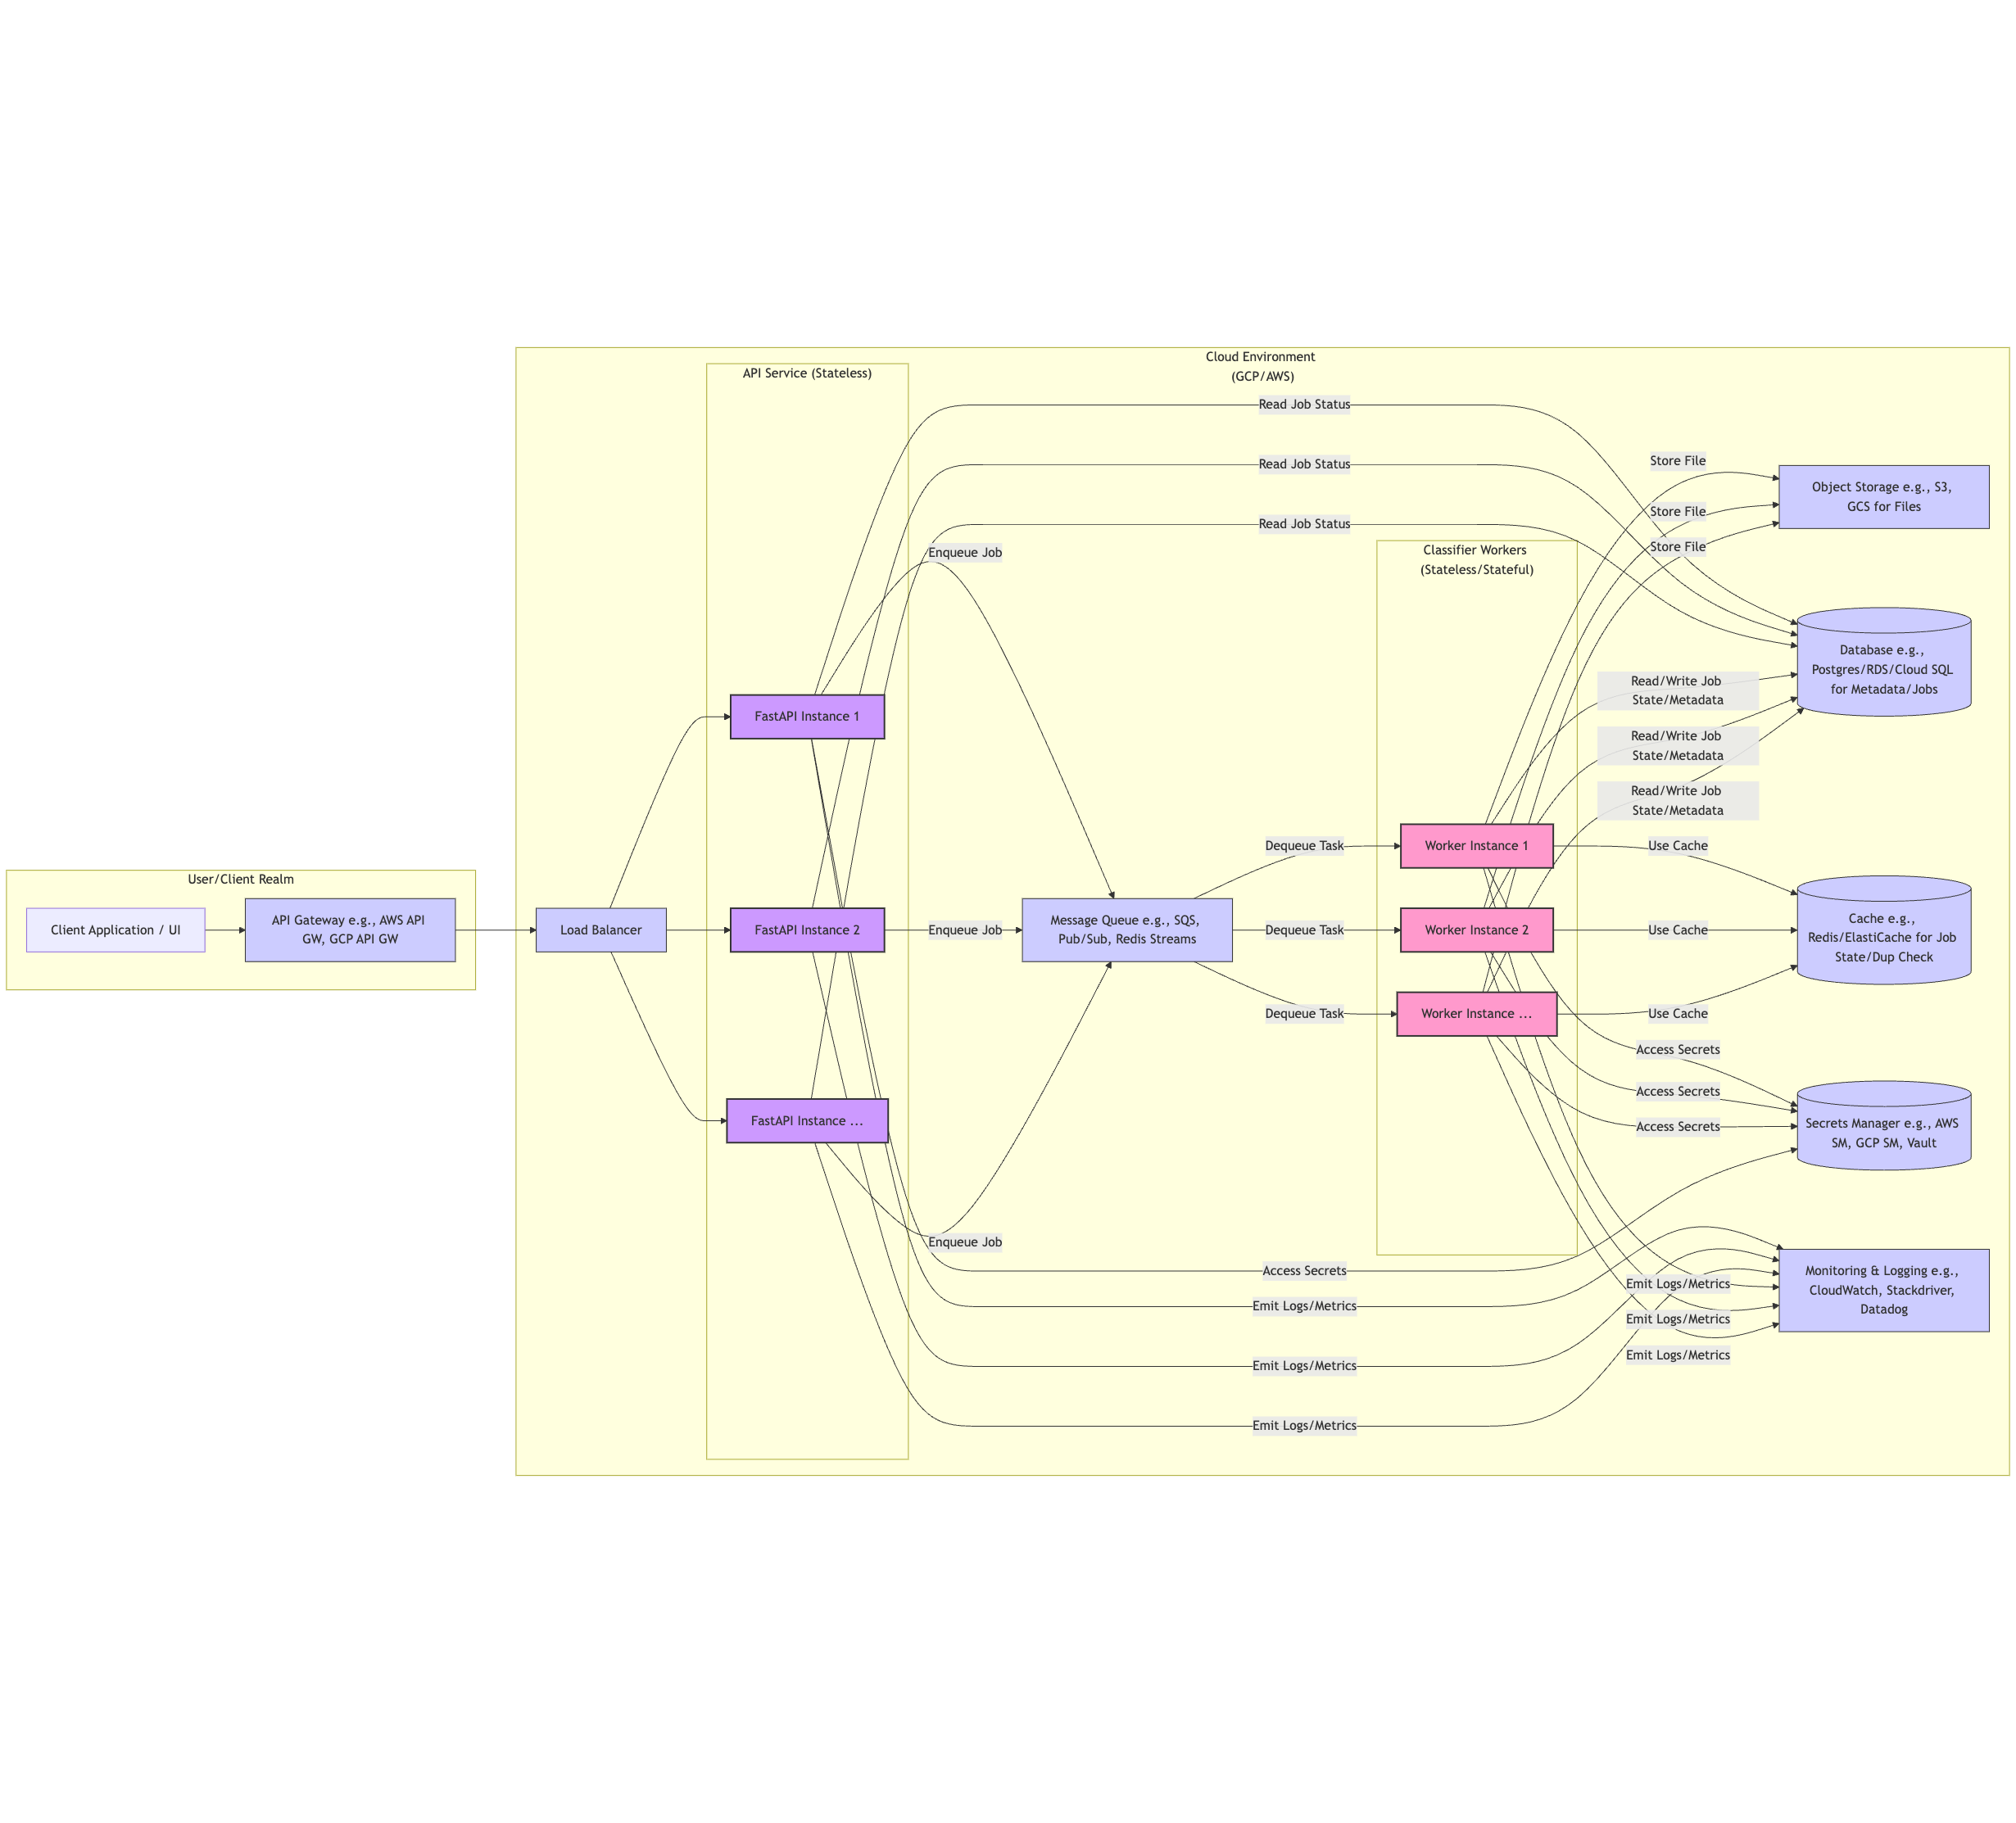 Cloud Environment
(GCP/AWS)
API Service (Stateless)
Read Job Status
Read Job Status
Read Job Status
Enqueue Job
Store File
Store File
Store File
Object Storage e.g., S3,
GCS for Files
Classifier Workers
(Stateless/Stateful)
Database e.g.,
Postgres/RDS/Cloud SQL
for Metadata/Jobs
Read/Write Job
State/Metadata
Read/Write Job
State/Metadata
Read/Write Job
State/Metadata
FastAPI Instance 1
User/Client Realm
Client Application / UI
API Gateway e.g., AWS API
GW, GCP API GW
Load Balancer
FastAPI Instance 2
Enqueue Job
Message Queue e.g., SQS,
Pub/Sub, Redis Streams
Dequeue Task
Dequeue Task
Dequeue Task
Worker Instance 1
Worker Instance 2
Worker Instance ...
Use Cache
Use Cache
Use Cache
Cache e.g.,
Redis/ElastiCache for Job
State/Dup Check
Access Secrets
Access Secrets
Access Secrets
Secrets Manager e.g., AWS
SM, GCP SM, Vault
FastAPI Instance ...
Enqueue Job
Access Secrets
Emit Logs/Metrics
Emit Logs/Metrics
Emit Logs/Metrics
Emit Logs/Metrics
Emit Logs/Metrics
Emit Logs/Metrics
Monitoring & Logging e.g.,
CloudWatch, Stackdriver,
Datadog